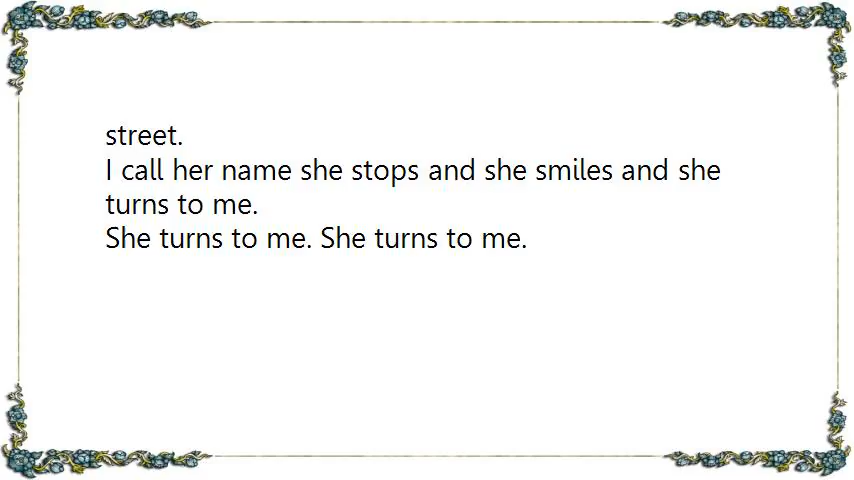 street.
I call her name she stops and she smiles and she
turns to me.
She turns to me. She turns to me.